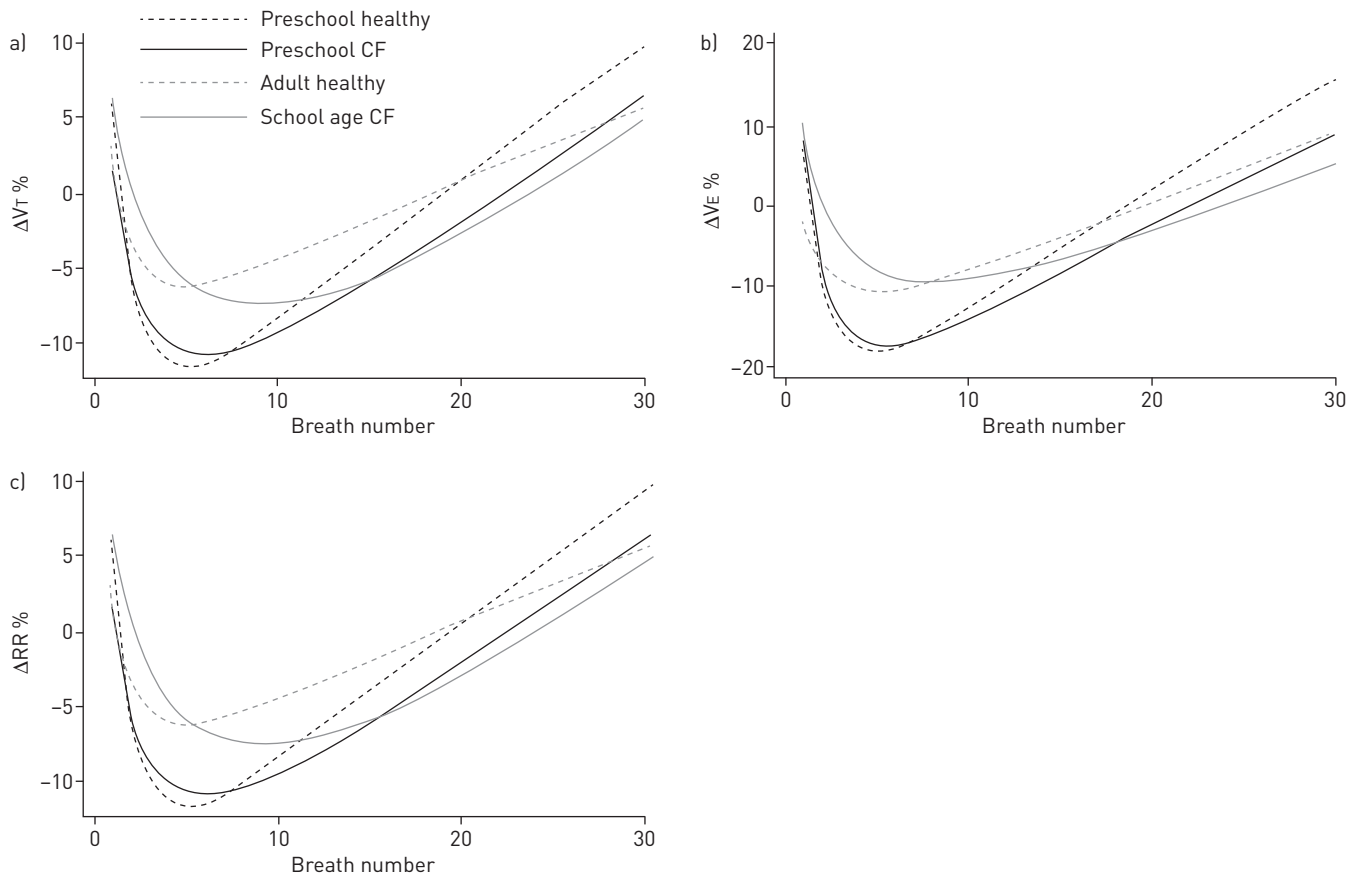 a)
Preschool healthy
Preschool CF
Adult healthy
School age CF
10
5
0
–5
–10
ΔVT %
0 10 20 30
Breath number
b)
20
10
0
–10
–20
ΔVE %
0 10 20 30
Breath number
c)
10
5
0
–5
–10
ΔRR %
0 10 20 30
Breath number